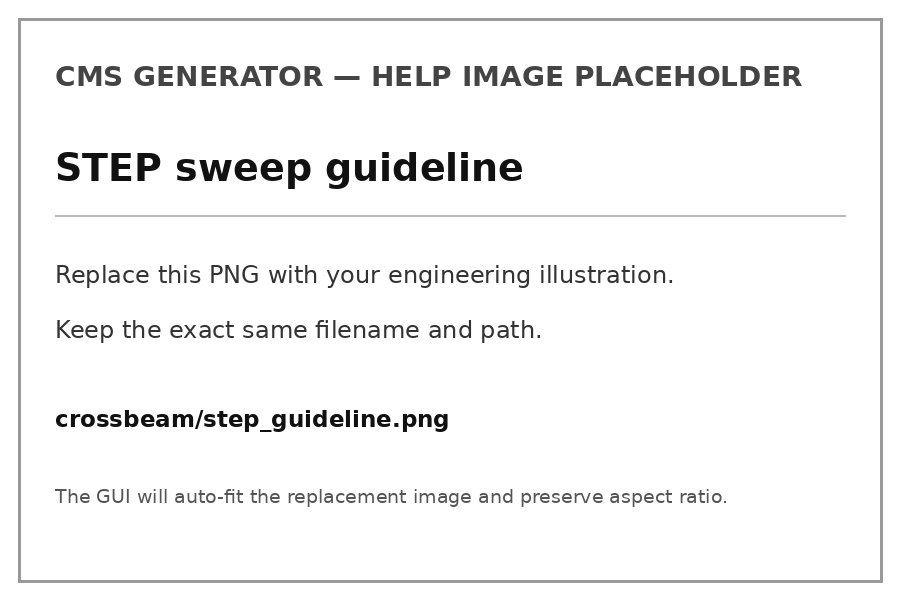 CMS GENERATOR — HELP IMAGE PLACEHOLDER
STEP sweep guideline
Replace this PNG with your engineering illustration.
Keep the exact same filename and path.
crossbeam/step_guideline.png
The GUI will auto-fit the replacement image and preserve aspect ratio.